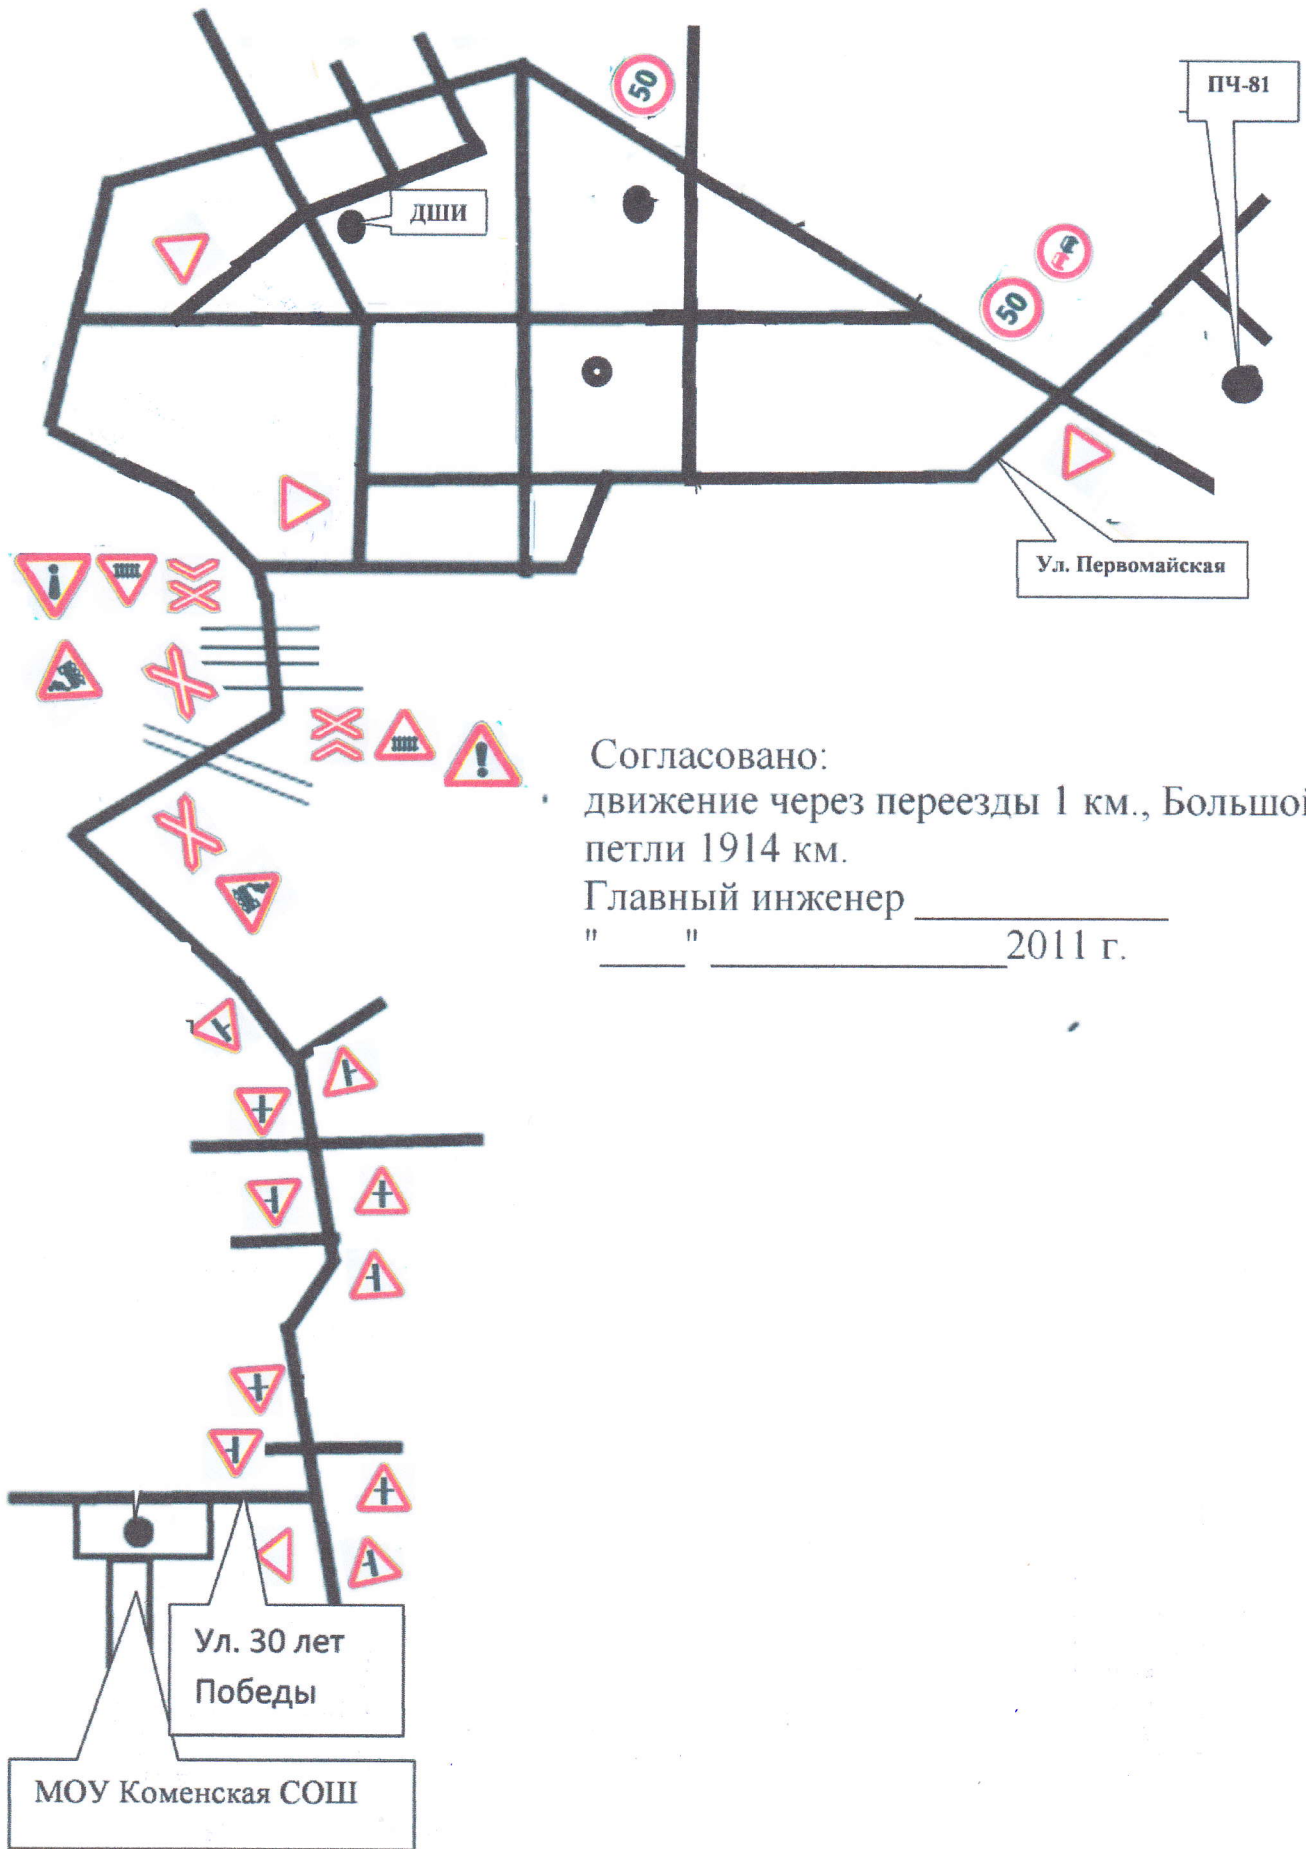 50
ПЧ-81
ДШИ
50
Ул. Первомайская
Согласовано:
движение через переезды 1 км., Большой
петли 1914 км.
Главный инженер ____________
"____" ______________2011 г.
Ул. 30 лет
Победы
МОУ Коменская СОШ